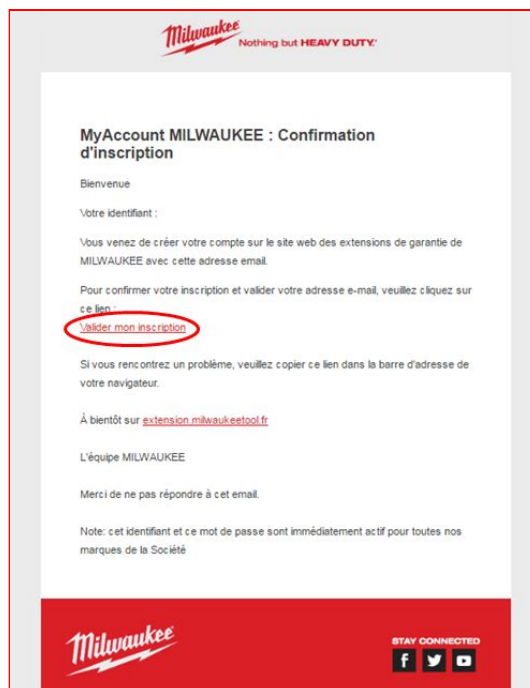 Milwaukee
Nothing but HEAVY DUTY.
MyAccount MILWAUKEE : Confirmation
d'inscription
Bienvenue
Votre identifiant :
Vous venez de créer votre compte sur le site web des extensions de garantie de
MILWAUKEE avec cette adresse email.
Pour confirmer votre inscription et valider votre adresse e-mail, veuillez cliquez sur
ce lien :
Valider mon inscription
Si vous rencontrez un problème, veuillez copier ce lien dans la barre d'adresse de
votre navigateur.
À bientôt sur extension.milwaukeetool.fr
L'équipe MILWAUKEE
Merci de ne pas répondre à cet email.
Note: cet identifiant et ce mot de passe sont immédiatement actif pour toutes nos
marques de la Société
Milwaukee
STAY CONNECTED